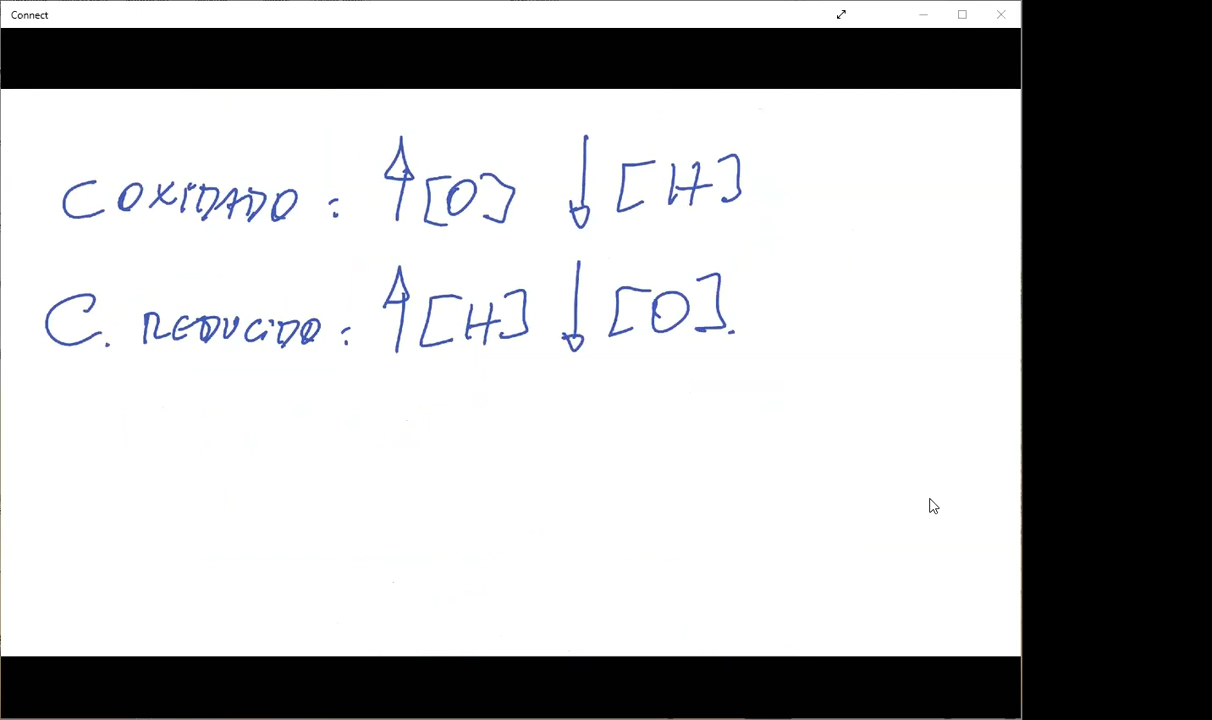 Connect
C OXIDADO : ↑[O] ↓[H]
C. REDUCIDO : ↑[H] ↓[O].